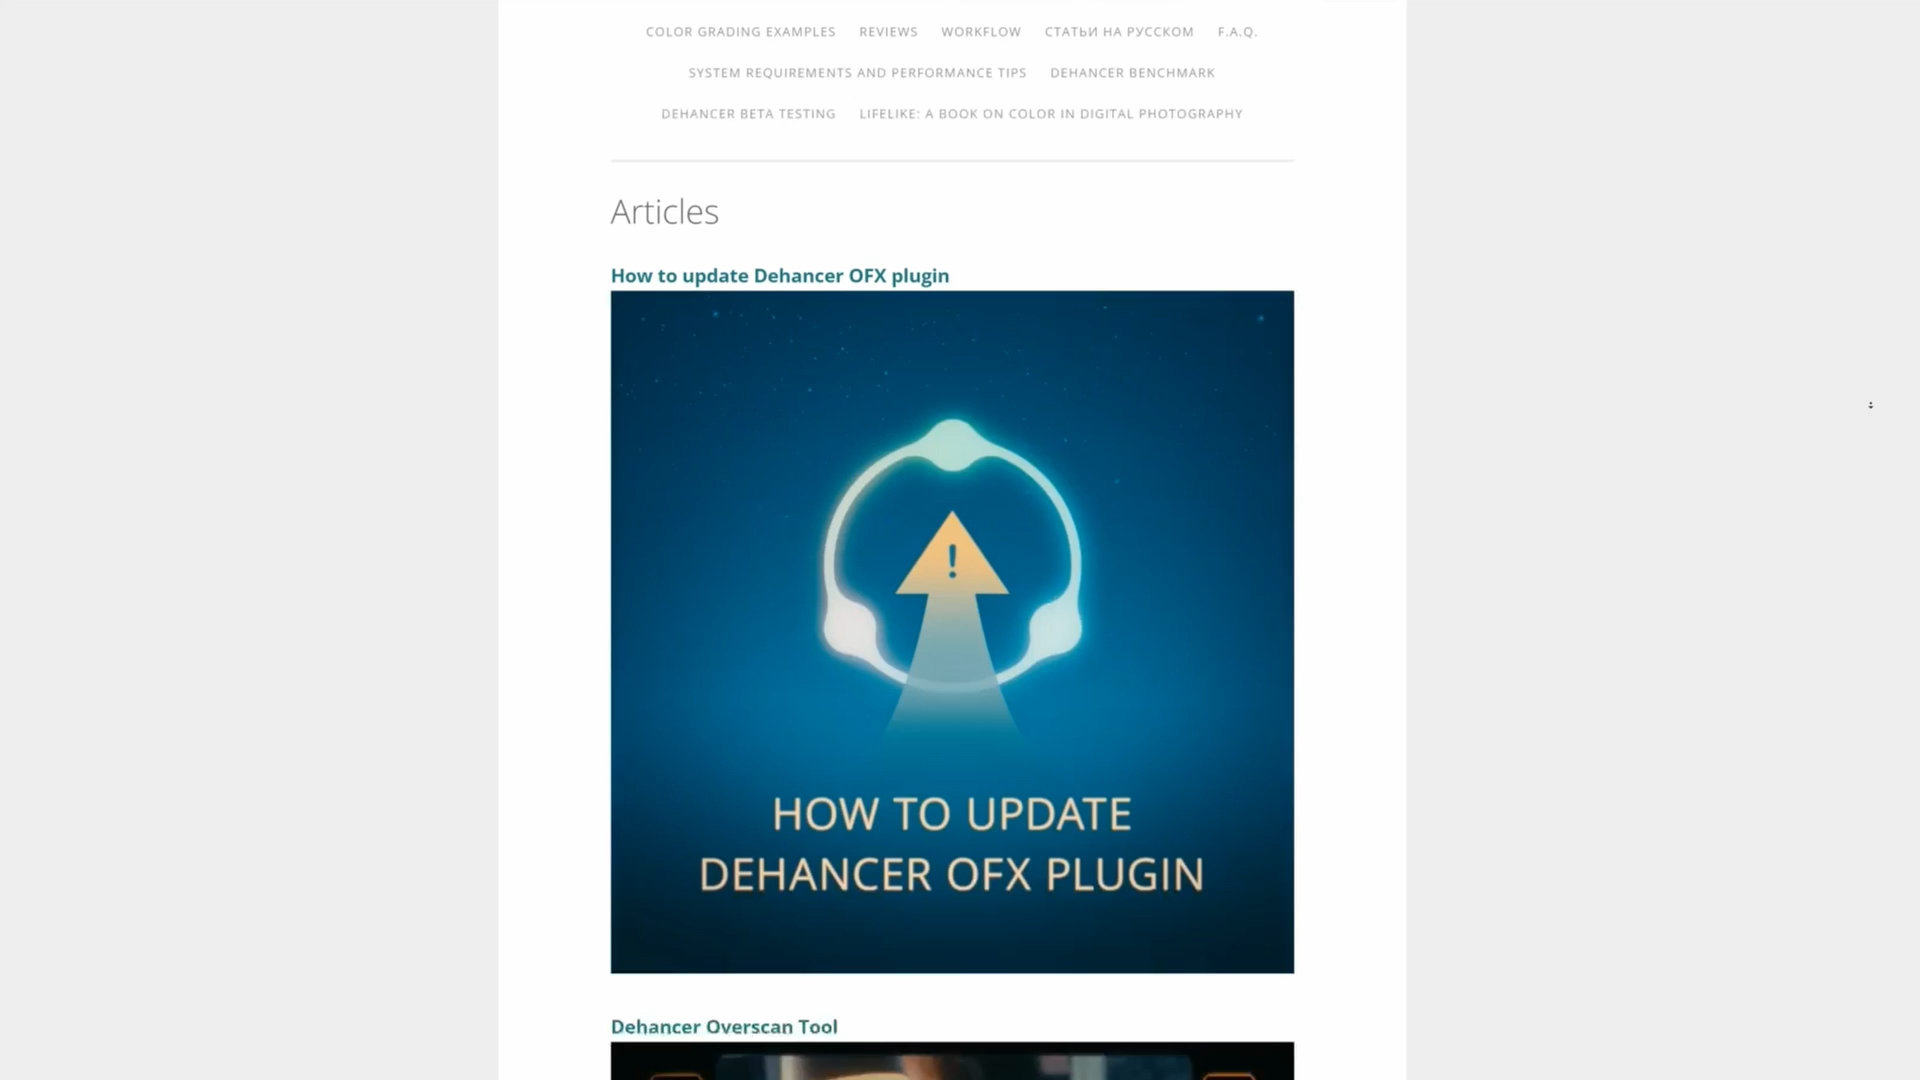 COLOR GRADING EXAMPLES REVIEWS WORKFLOW СТАТЬИ НА РУССКОМ F.A.Q.
SYSTEM REQUIREMENTS AND PERFORMANCE TIPS DEHANCER BENCHMARK
DEHANCER BETA TESTING LIFELIKE: A BOOK ON COLOR IN DIGITAL PHOTOGRAPHY
Articles
How to update Dehancer OFX plugin
!
HOW TO UPDATE
DEHANCER OFX PLUGIN
Dehancer Overscan Tool